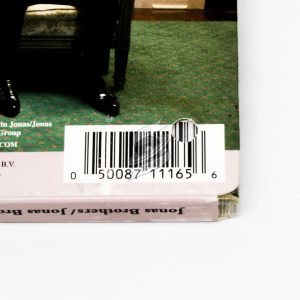 in Jonas/Jonas
Group
.COM
B.V.
0 50087 11165 6
Jonas Brothers / Jonas Bro